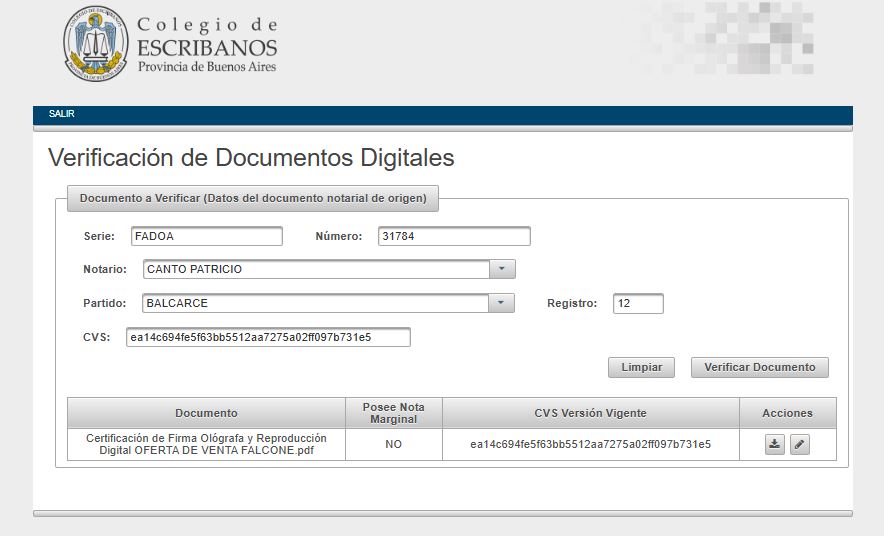 Colegio de
ESCRIBANOS
Provincia de Buenos Aires
SALIR
Verificación de Documentos Digitales
Documento a Verificar (Datos del documento notarial de origen)
Serie: FADOA Número: 31784
Notario: CANTO PATRICIO
Partido: BALCARCE Registro: 12
CVS: ea14c694fe5f63bb5512aa7275a02ff097b731e5
Limpiar Verificar Documento
Documento Posee Nota Marginal CVS Versión Vigente Acciones
Certificación de Firma Ológrafa y Reproducción
Digital OFERTA DE VENTA FALCONE.pdf NO ea14c694fe5f63bb5512aa7275a02ff097b731e5